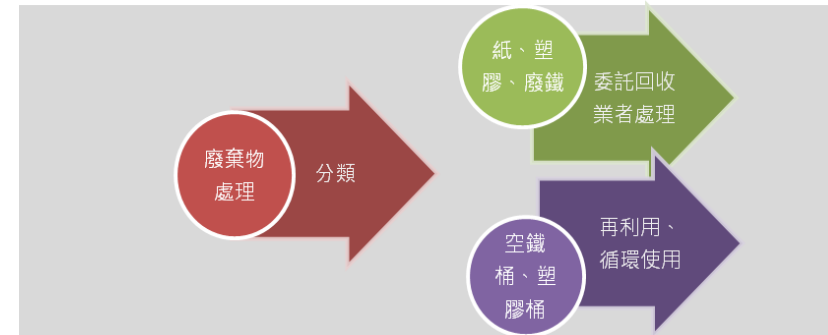 廢棄物
處理
分類
紙、塑
膠、廢鐵
委託回收
業者處理
空鐵
桶、塑
膠桶
再利用、
循環使用